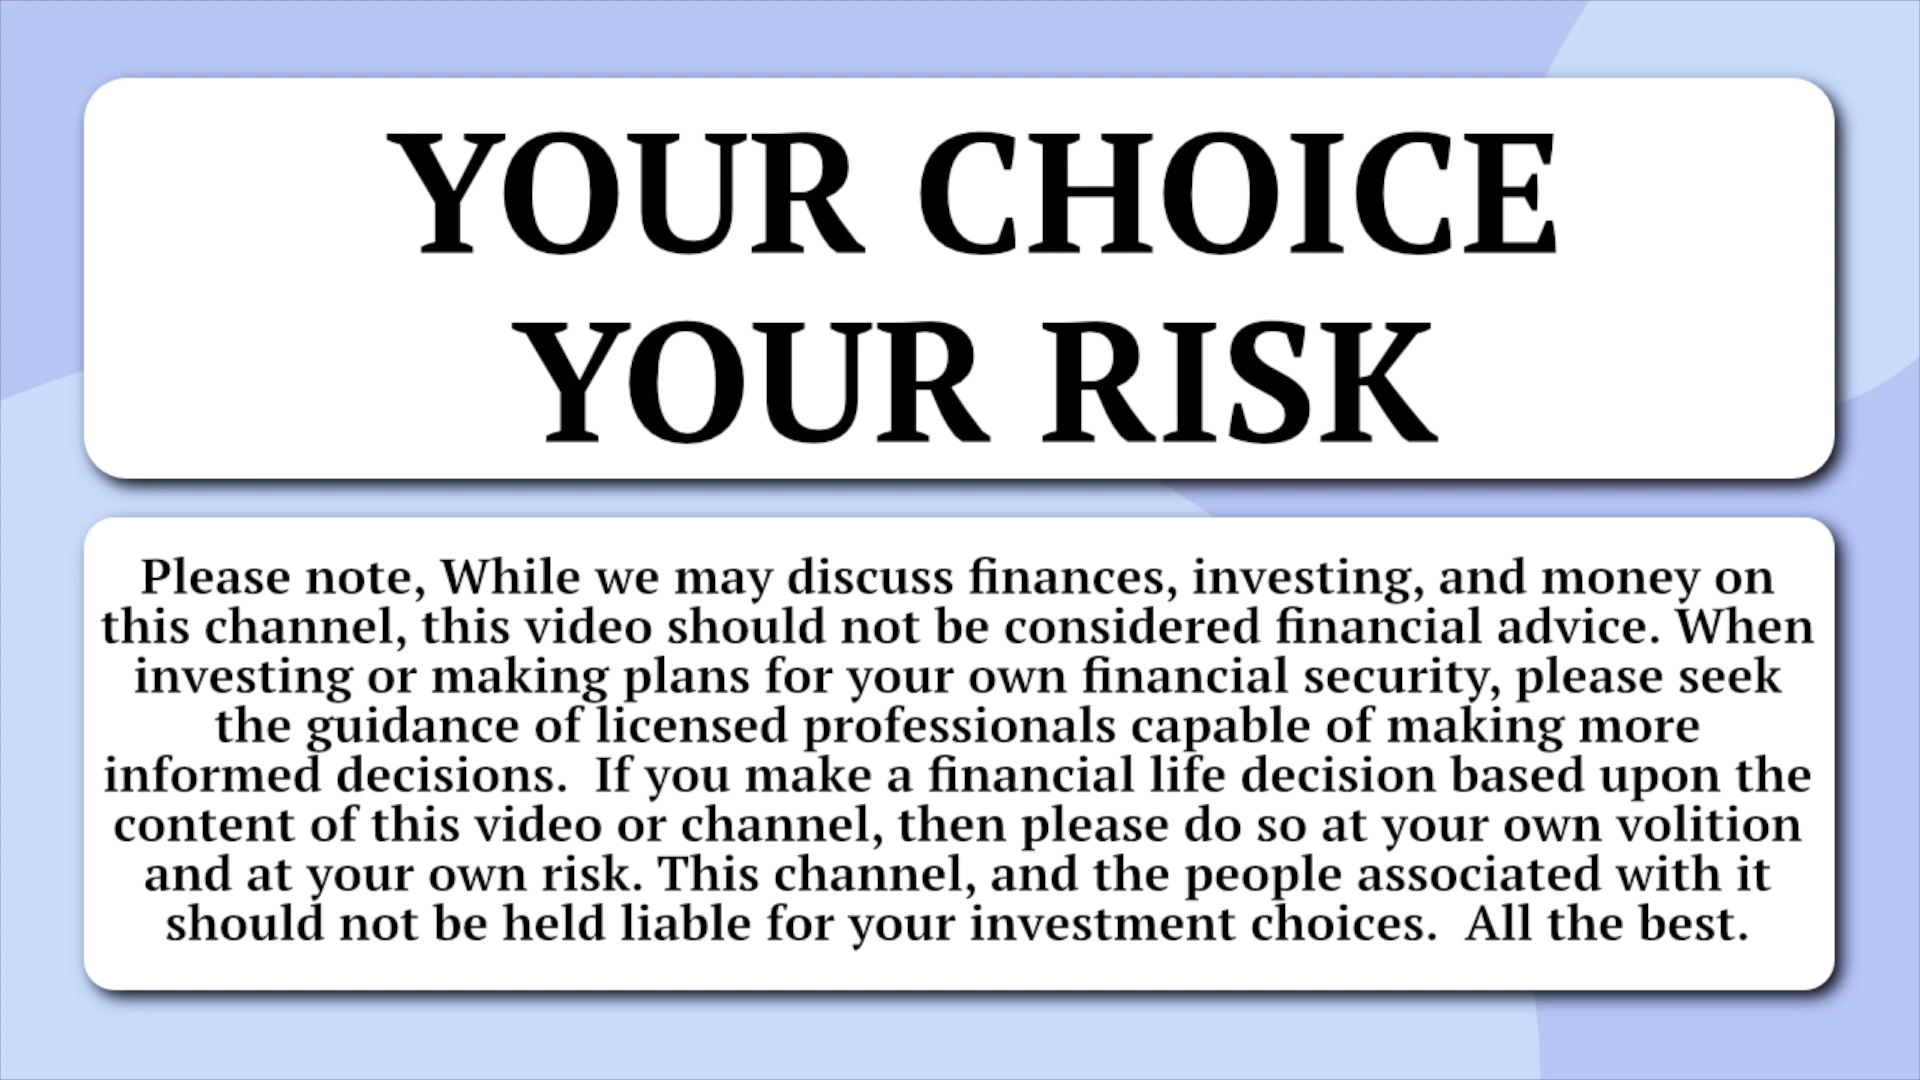 YOUR CHOICE
YOUR RISK
Please note, While we may discuss finances, investing, and money on
this channel, this video should not be considered financial advice. When
investing or making plans for your own financial security, please seek
the guidance of licensed professionals capable of making more
informed decisions.  If you make a financial life decision based upon the
content of this video or channel, then please do so at your own volition
and at your own risk. This channel, and the people associated with it
should not be held liable for your investment choices.  All the best.